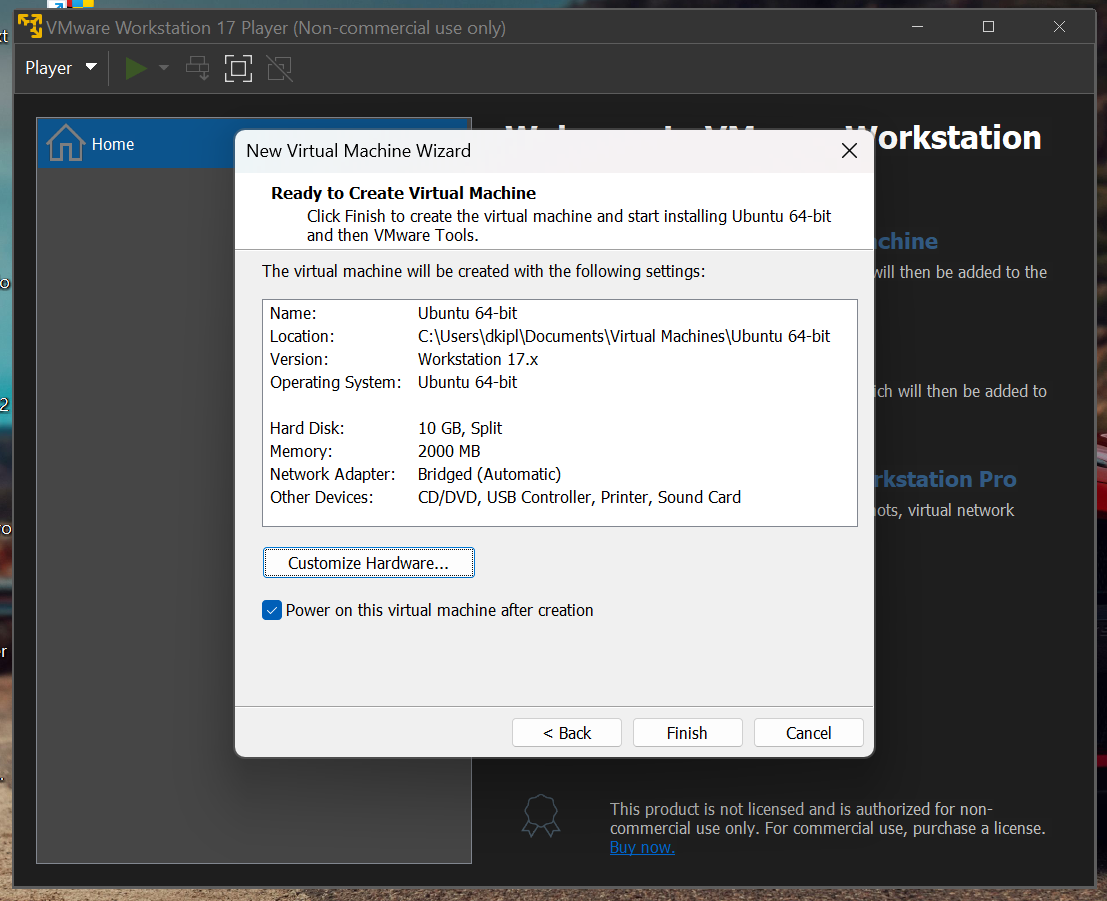 VMware Workstation 17 Player (Non-commercial use only)
Player
Home
orkstation
New Virtual Machine Wizard
Ready to Create Virtual Machine
Click Finish to create the virtual machine and start installing Ubuntu 64-bit
and then VMware Tools.
The virtual machine will be created with the following settings:
Name: Ubuntu 64-bit
Location: C:\Users\dkipl\Documents\Virtual Machines\Ubuntu 64-bit
Version: Workstation 17.x
Operating System: Ubuntu 64-bit
Hard Disk: 10 GB, Split
Memory: 2000 MB
Network Adapter: Bridged (Automatic)
Other Devices: CD/DVD, USB Controller, Printer, Sound Card
Customize Hardware...
Power on this virtual machine after creation
< Back
Finish
Cancel
achine
will then be added to the
ich will then be added to
rkstation Pro
ots, virtual network
This product is not licensed and is authorized for non-
commercial use only. For commercial use, purchase a license.
Buy now.